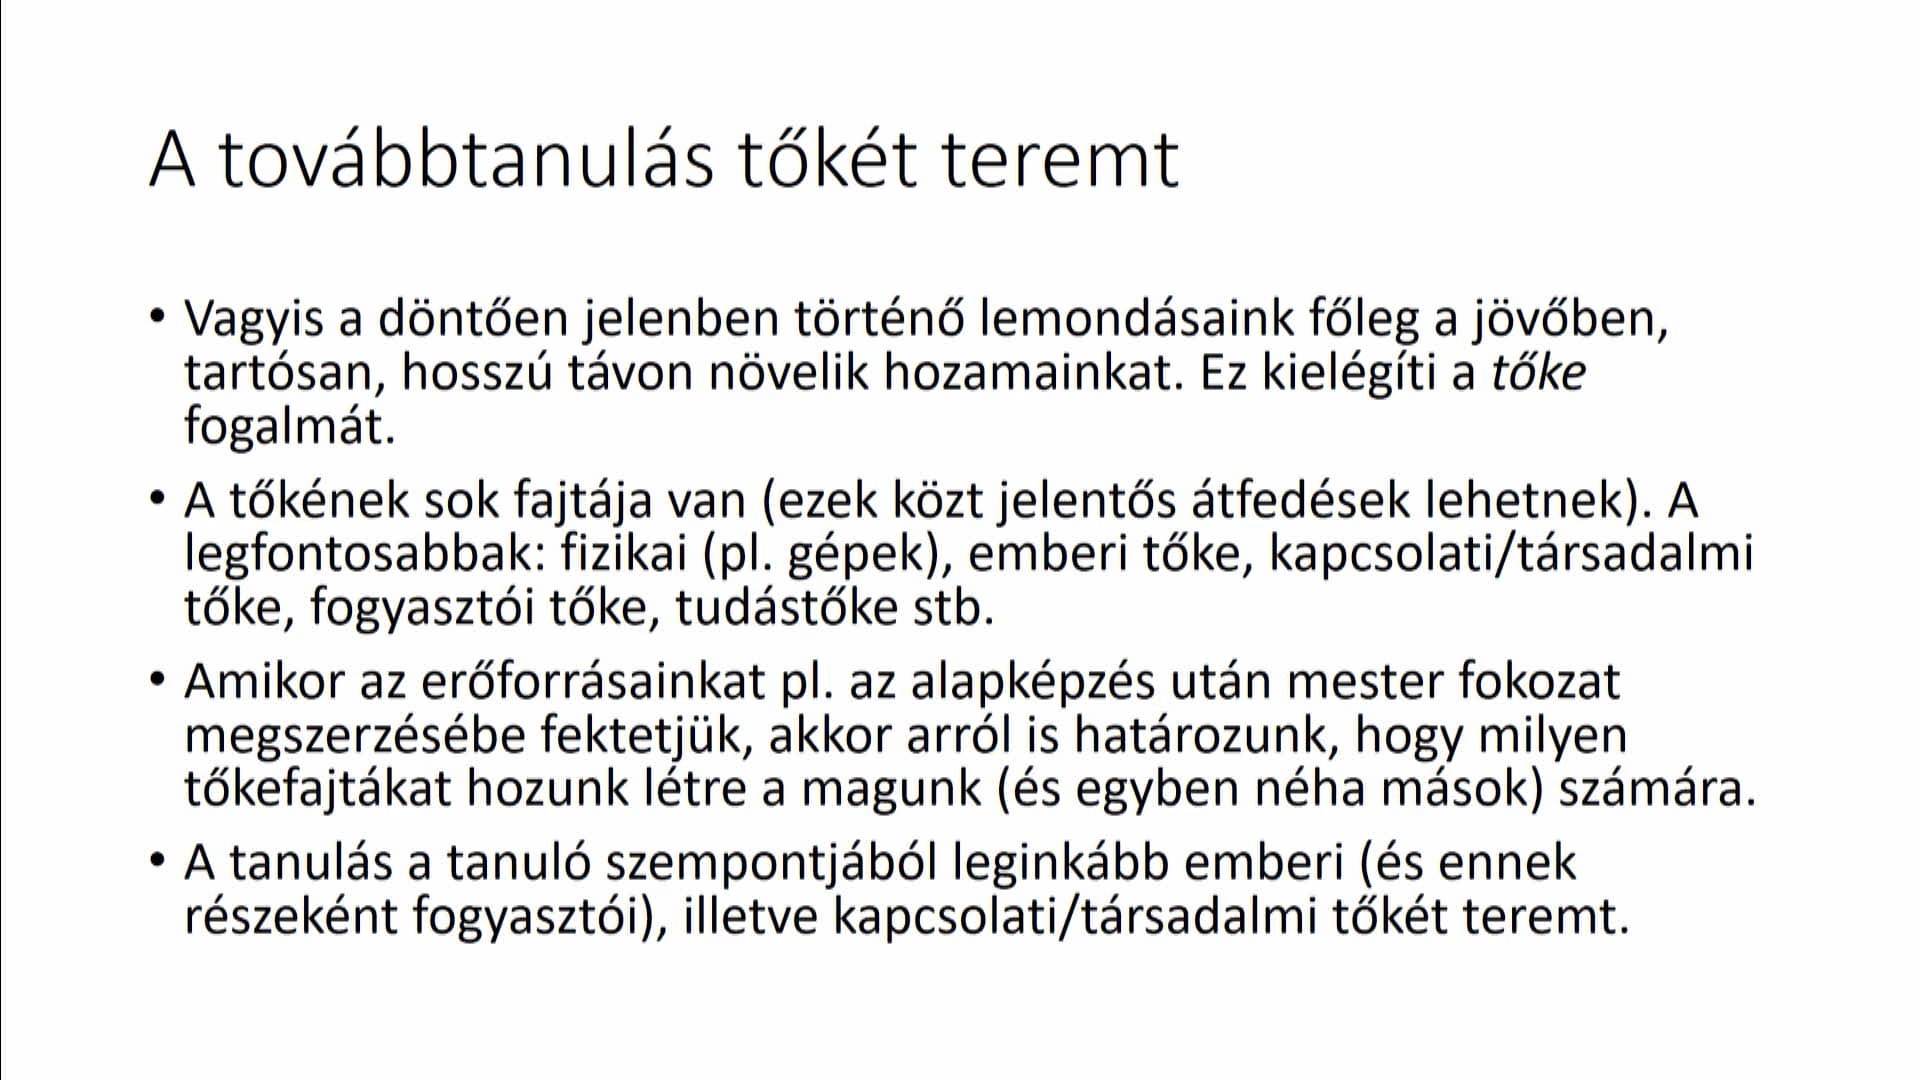 A továbbtanulás tőkét teremt
• Vagyis a döntően jelenben történő lemondásaink főleg a jövőben,
tartósan, hosszú távon növelik hozamainkat. Ez kielégíti a tőke
fogalmát.
• A tőkének sok fajtája van (ezek közt jelentős átfedések lehetnek). A
legfontosabbak: fizikai (pl. gépek), emberi tőke, kapcsolati/társadalmi
tőke, fogyasztói tőke, tudástőke stb.
• Amikor az erőforrásainkat pl. az alapképzés után mester fokozat
megszerzésébe fektetjük, akkor arról is határozunk, hogy milyen
tőkefajtákat hozunk létre a magunk (és egyben néha mások) számára.
• A tanulás a tanuló szempontjából leginkább emberi (és ennek
részeként fogyasztói), illetve kapcsolati/társadalmi tőkét teremt.